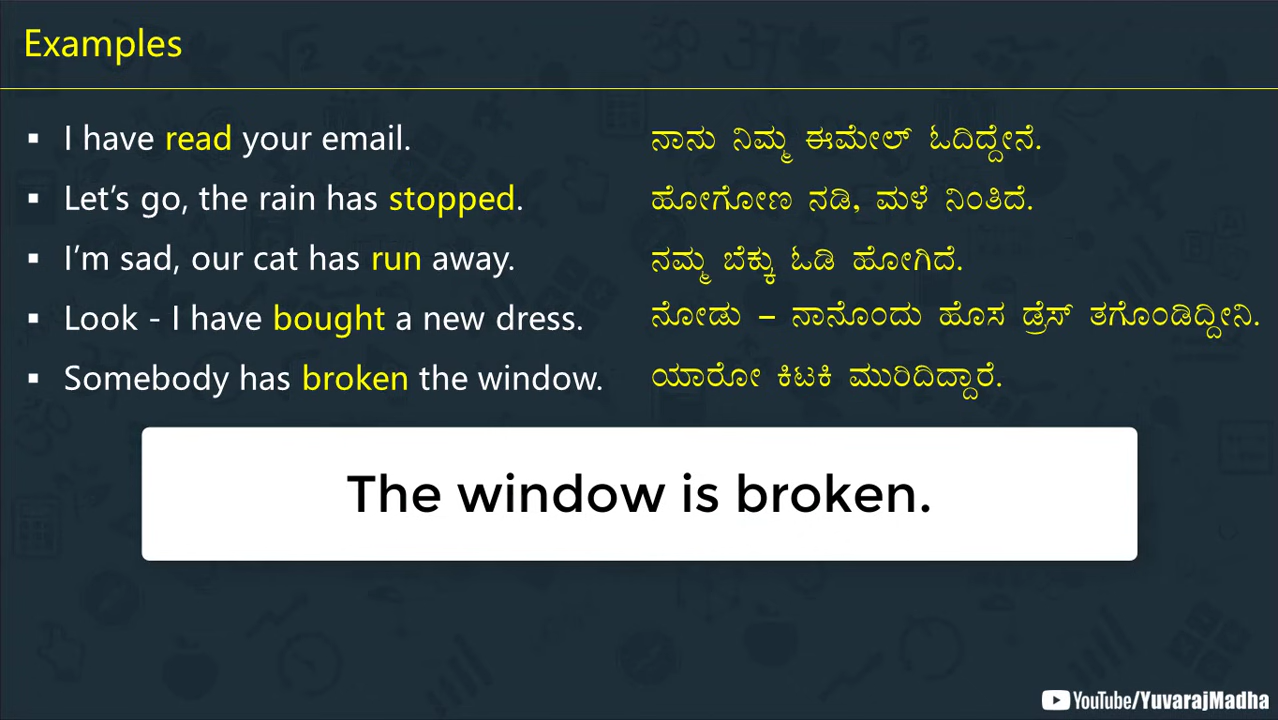 Examples
▪ I have read your email. ನಾನು ನಿಮ್ಮ ಈಮೇಲ್ ಓದಿದ್ದೇನೆ.
▪ Let's go, the rain has stopped. ಹೋಗೋಣ ನಡಿ, ಮಳೆ ನಿಂತಿದೆ.
▪ I'm sad, our cat has run away. ನಮ್ಮ ಬೆಕ್ಕು ಓಡಿ ಹೋಗಿದೆ.
▪ Look - I have bought a new dress. ನೋಡು – ನಾನೊಂದು ಹೊಸ ಡ್ರೆಸ್ ತಗೊಂಡಿದ್ದೀನಿ.
▪ Somebody has broken the window. ಯಾರೋ ಕಿಟಕಿ ಮುರಿದಿದ್ದಾರೆ.
The window is broken.
YouTube/YuvarajMadha